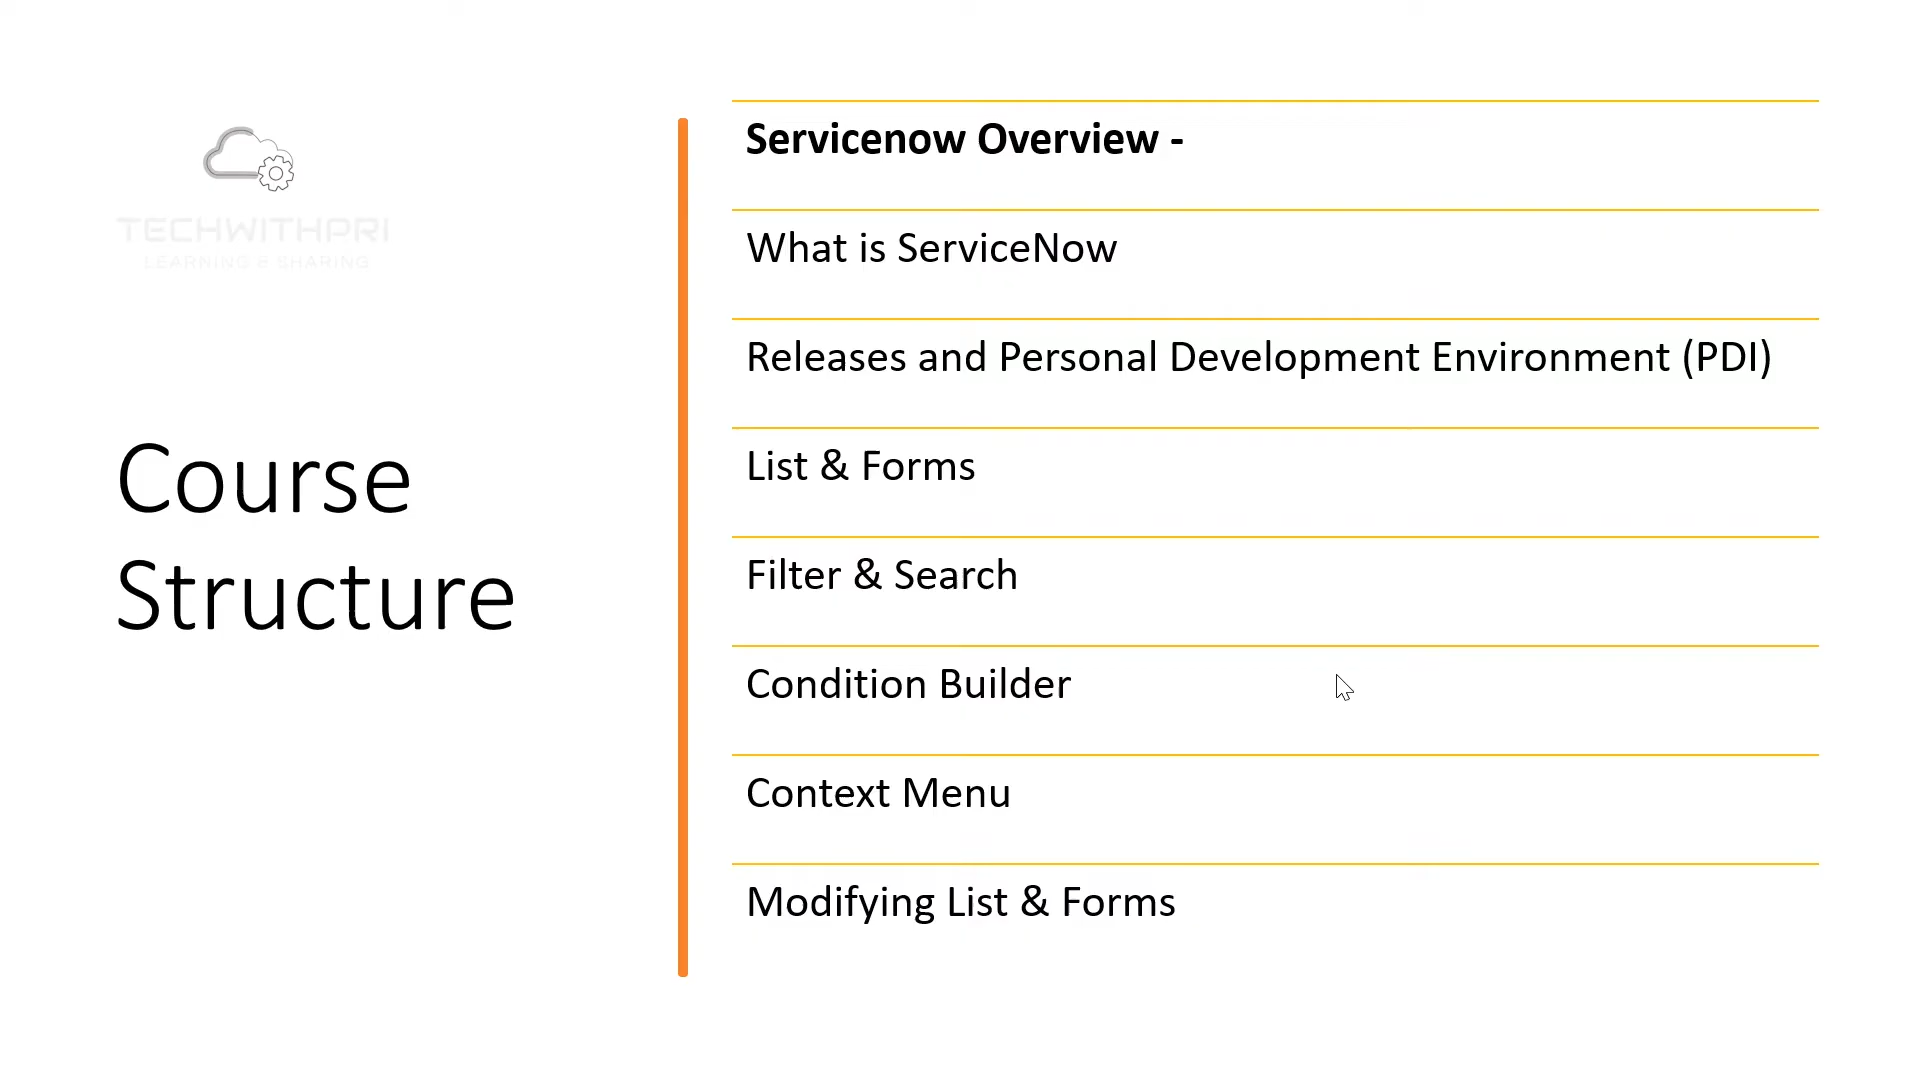 TECHWITHPRI
LEARNING & SHARING
Course
Structure
Servicenow Overview -
What is ServiceNow
Releases and Personal Development Environment (PDI)
List & Forms
Filter & Search
Condition Builder
Context Menu
Modifying List & Forms